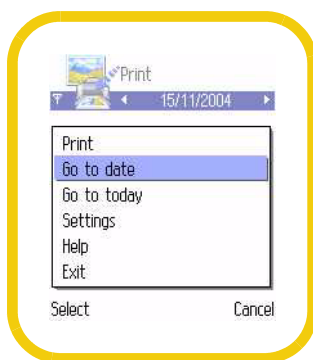 Print
15/11/2004
Print
Go to date
Go to today
Settings
Help
Exit
Select Cancel